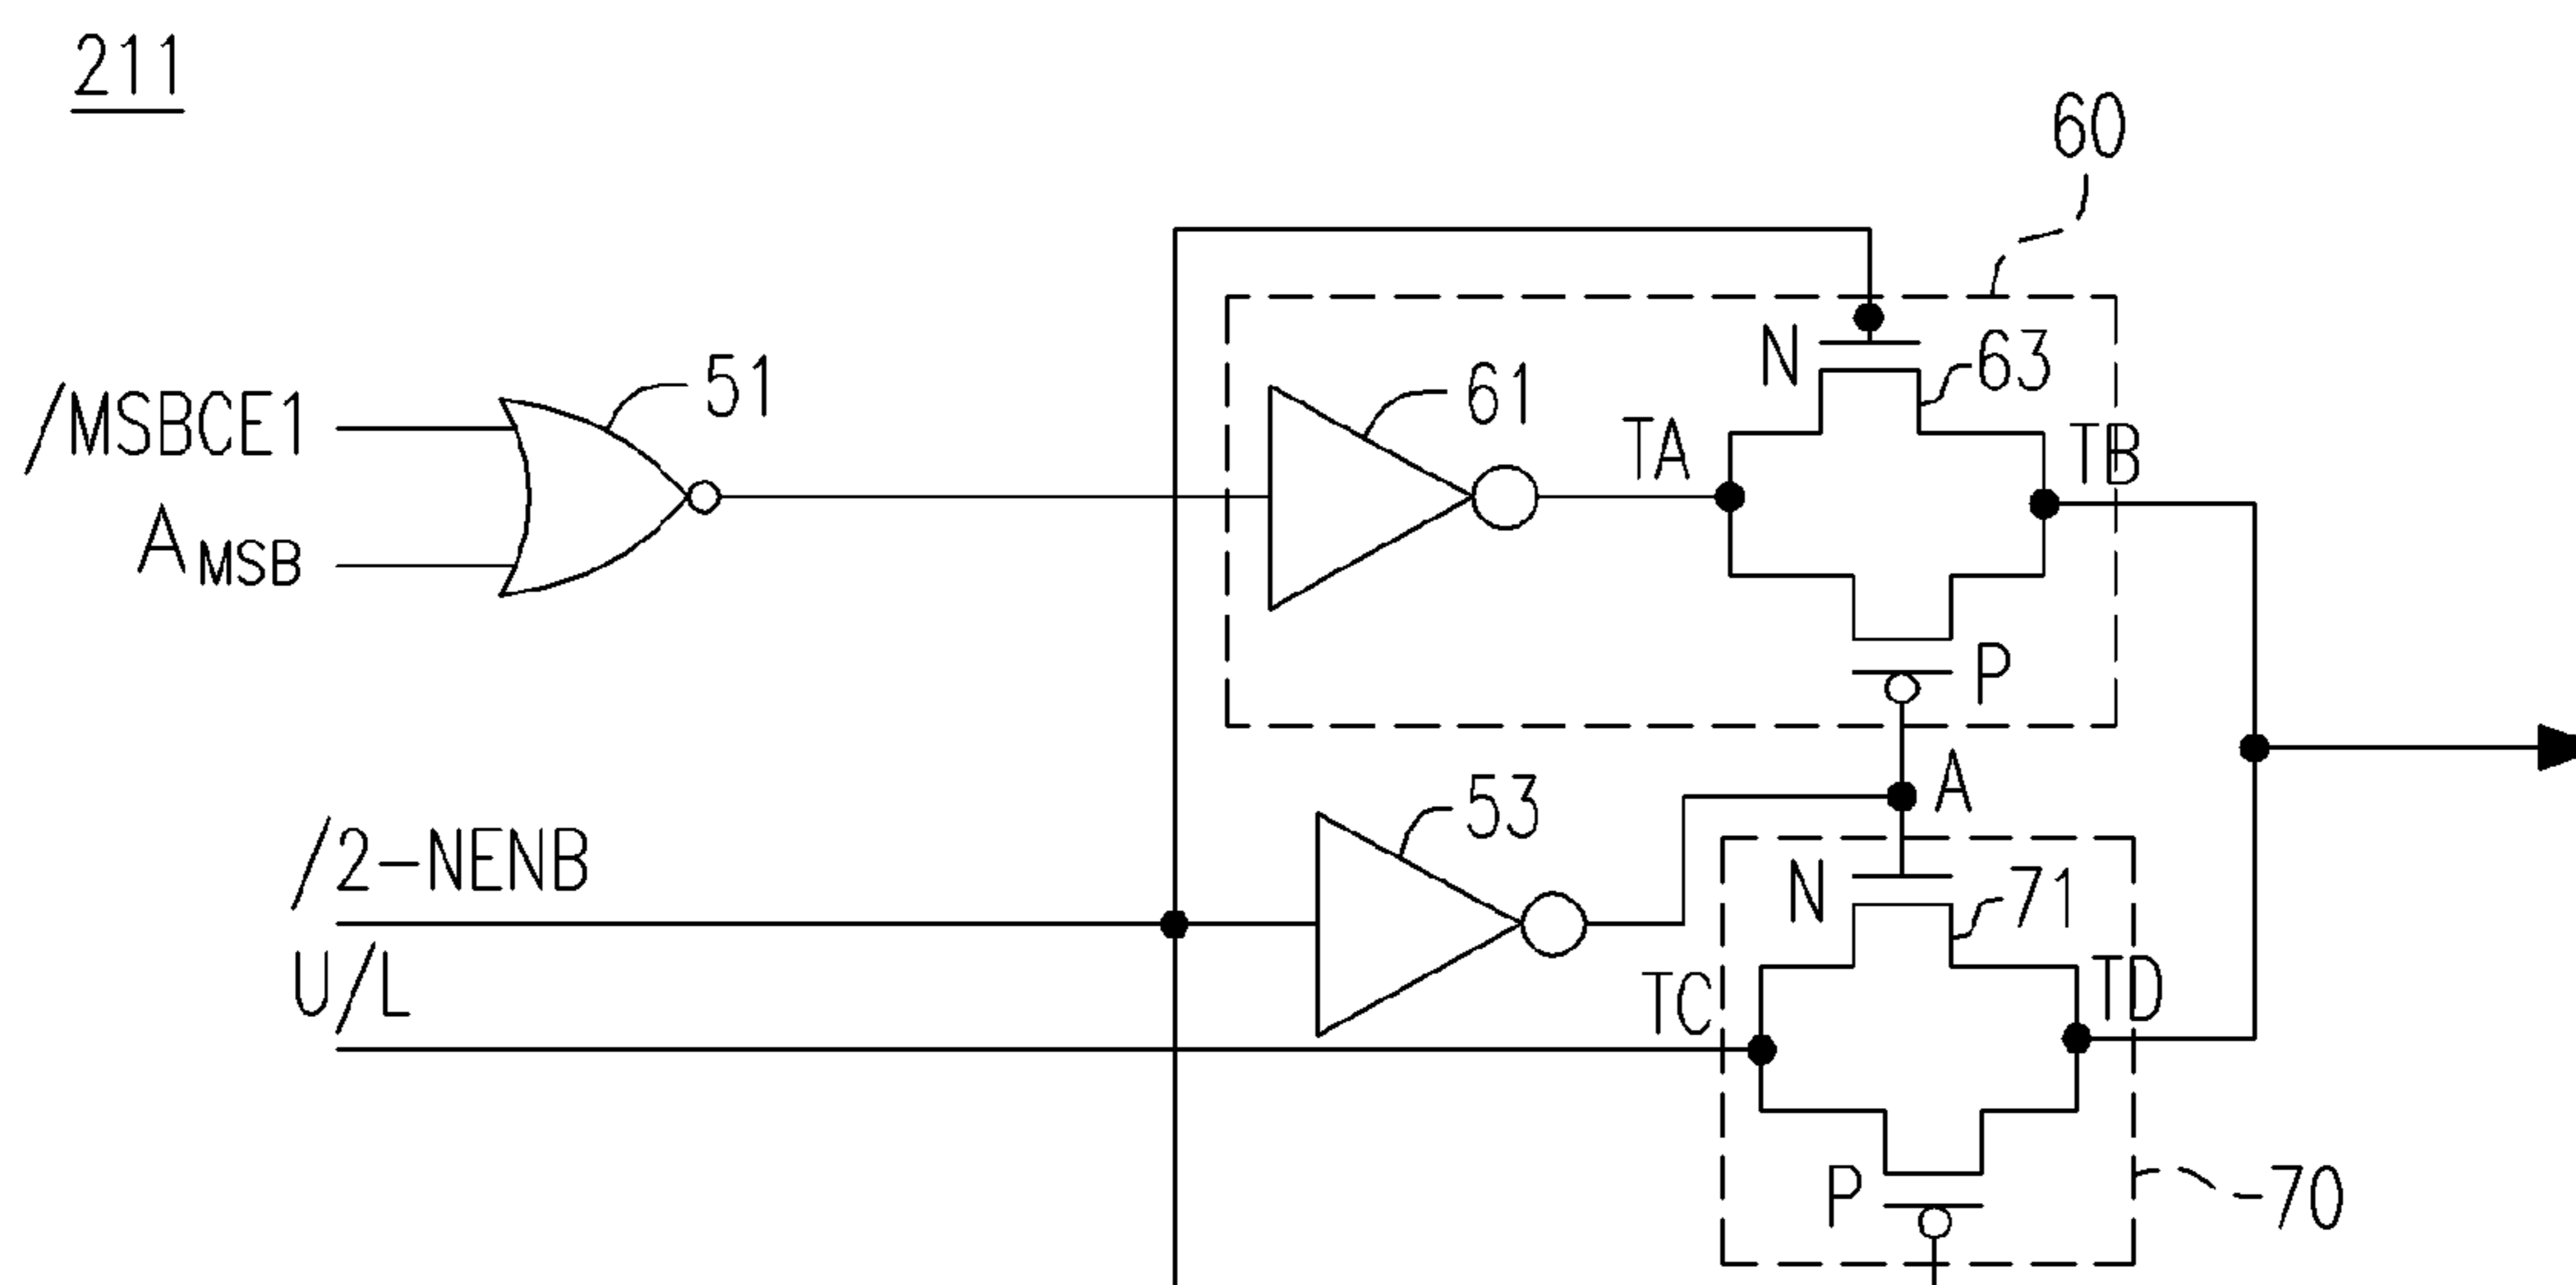 211
60
N
63
51
61
/MSBCE1
TA
TB
AMSB
P
A
53
/2-NENB
N
71
U/L
TC
TD
P
70